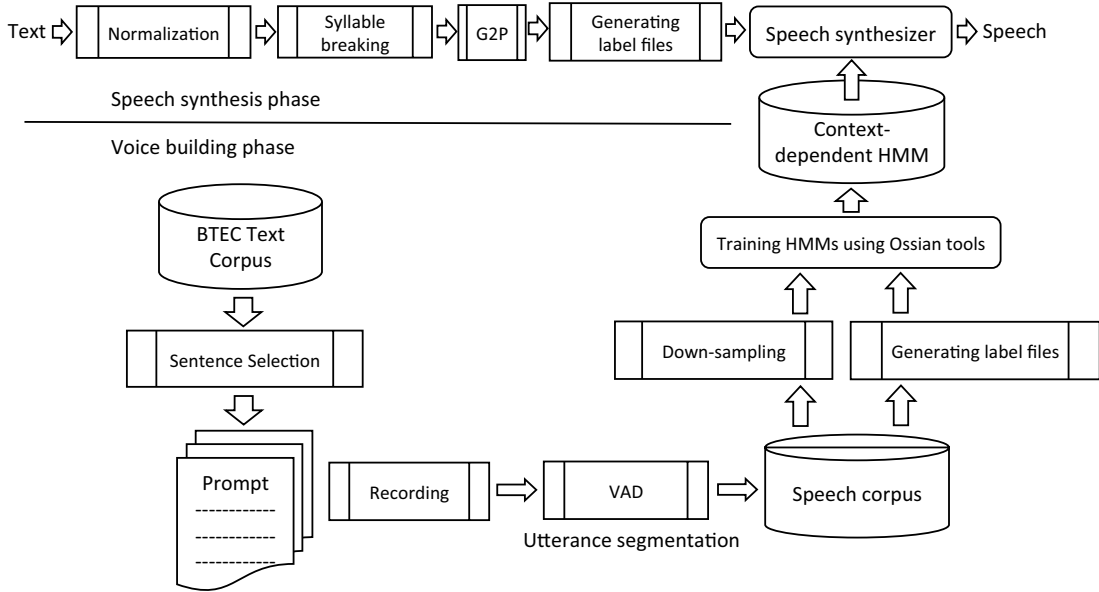 Text
Normalization
Syllable
breaking
G2P
Generating
label files
Speech synthesizer
Speech
Speech synthesis phase
Voice building phase
Context-
dependent HMM
BTEC Text
Corpus
Training HMMs using Ossian tools
Sentence Selection
Down-sampling
Generating label files
Prompt
Recording
VAD
Speech corpus
Utterance segmentation